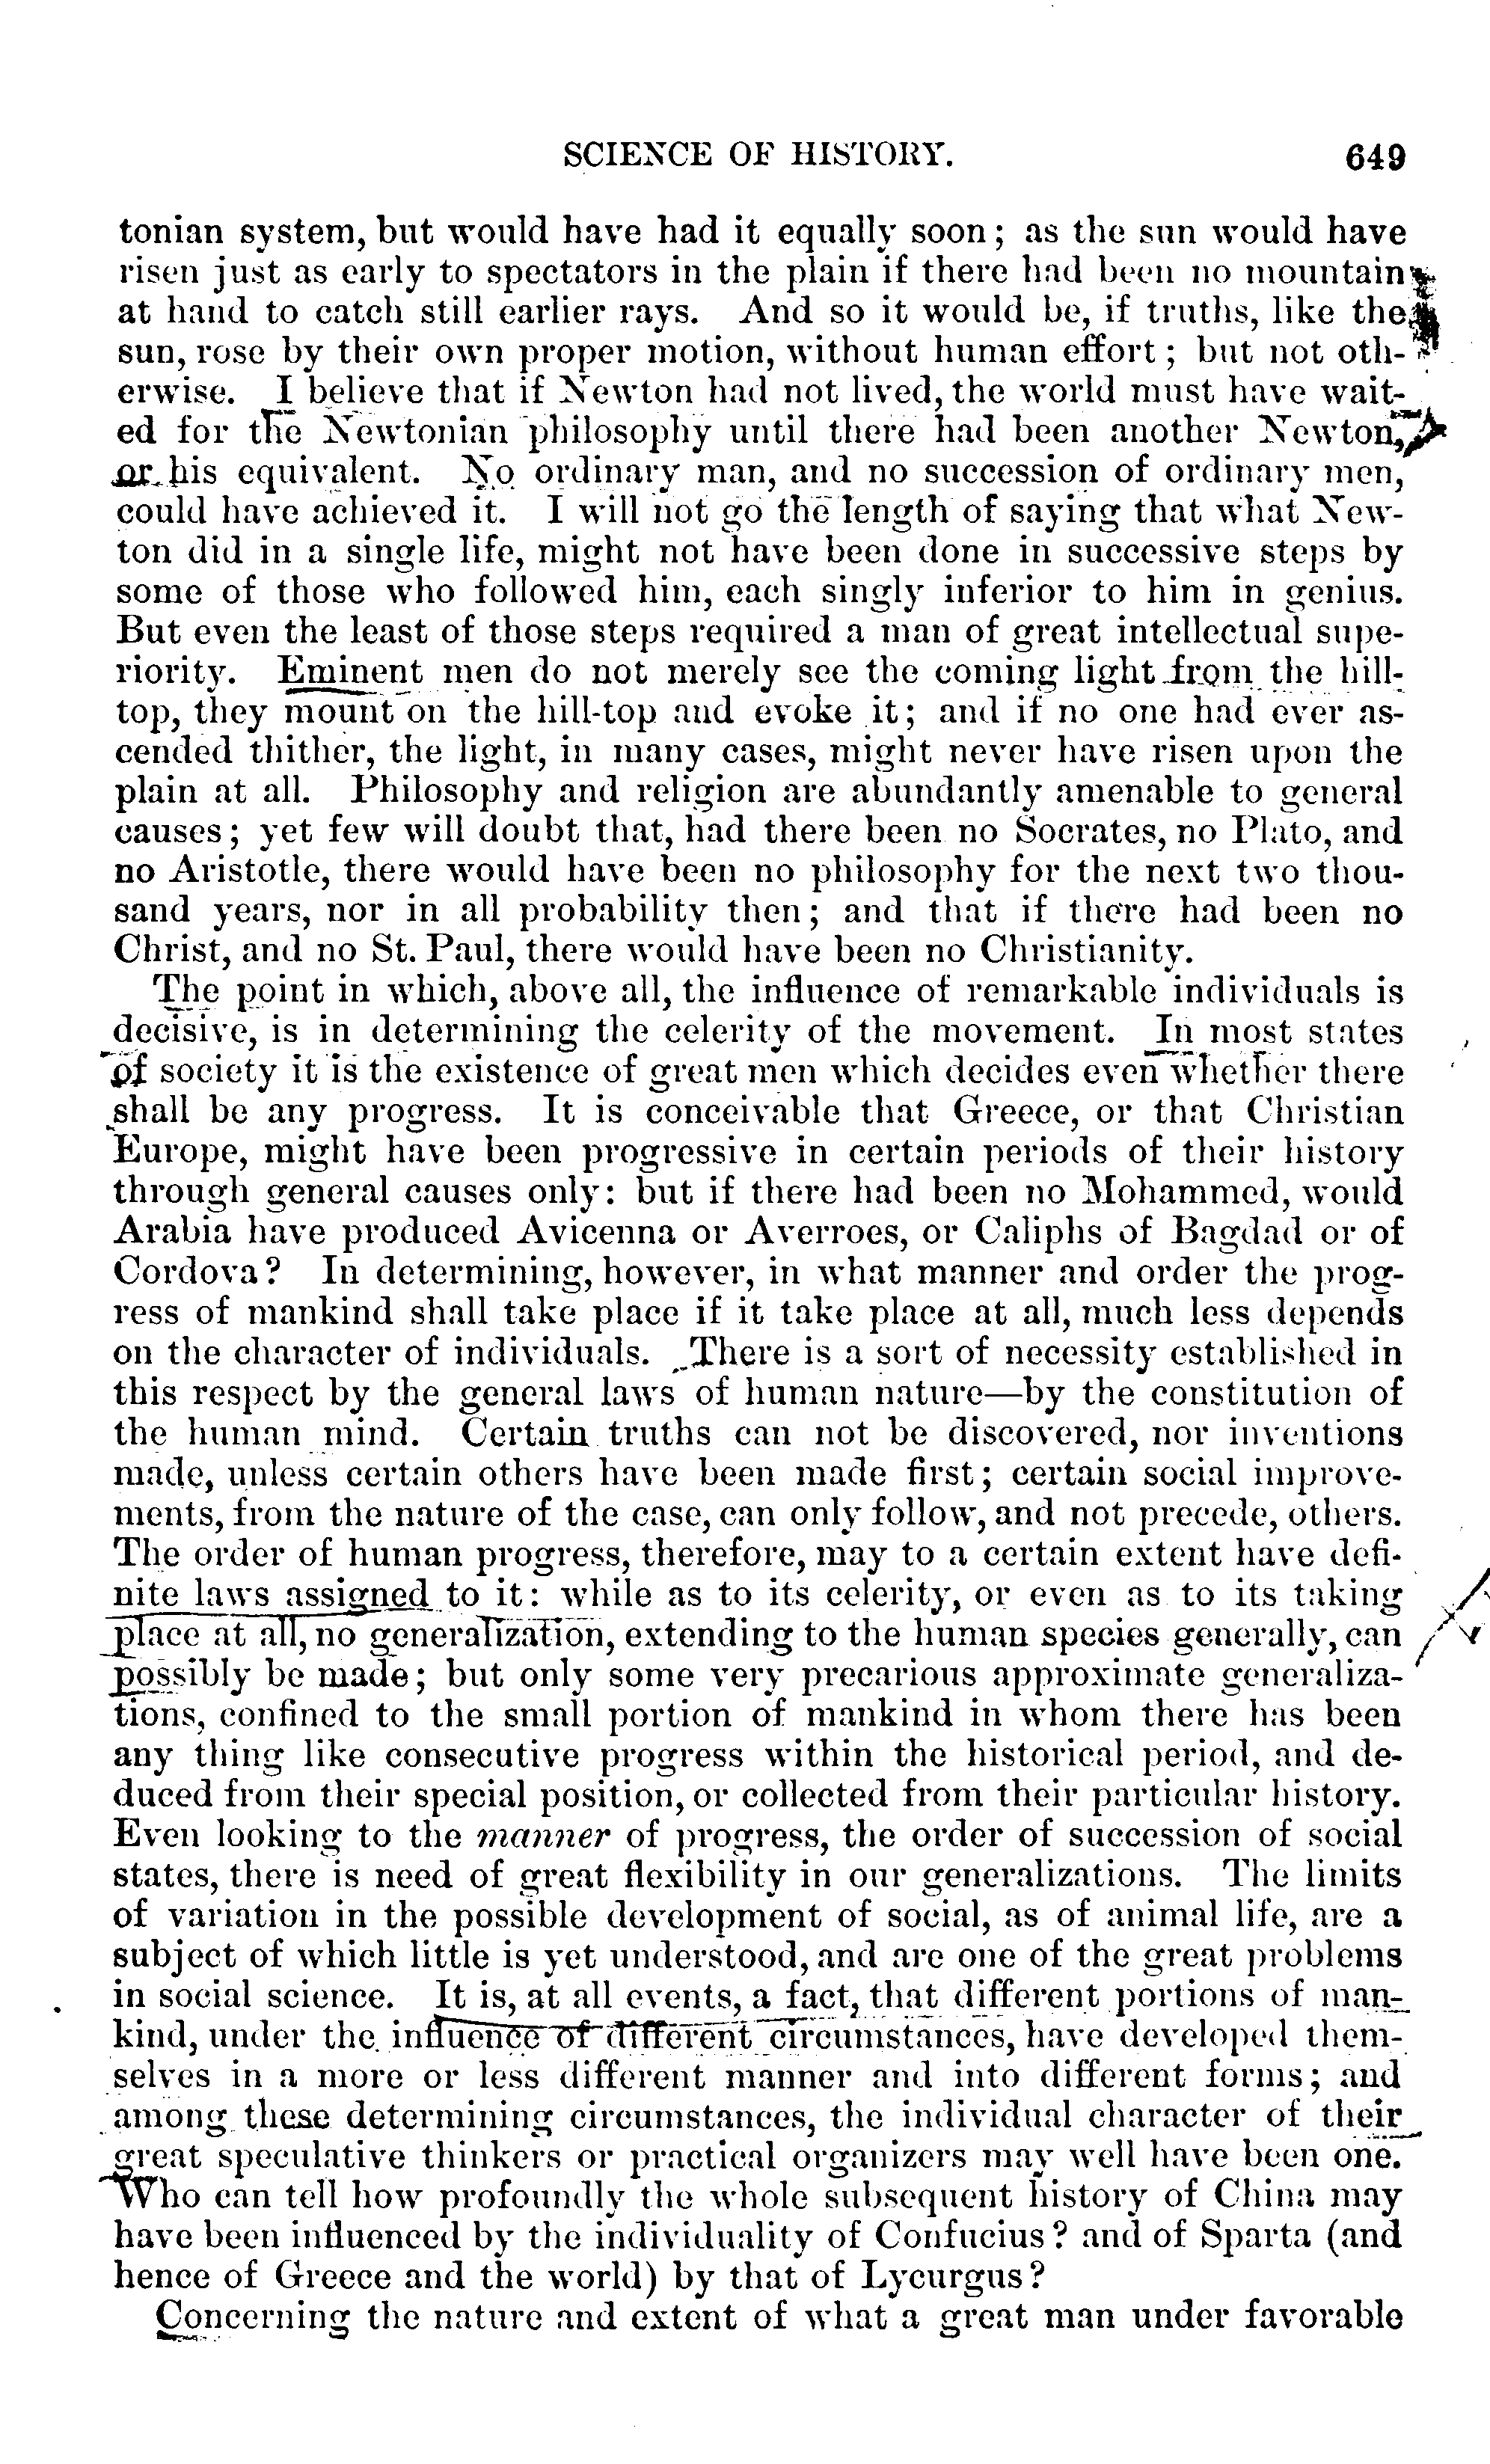 SCIENCE OF HISTORY. 649
tonian system, but would have had it equally soon; as the sun would have
risen just as early to spectators in the plain if there had been no mountain
at hand to catch still earlier rays. And so it would be, if truths, like the
sun, rose by their own proper motion, without human effort; but not oth-
erwise. I believe that if Newton had not lived, the world must have wait-
ed for the Newtonian philosophy until there had been another Newton,
or his equivalent. No ordinary man, and no succession of ordinary men,
could have achieved it. I will not go the length of saying that what New-
ton did in a single life, might not have been done in successive steps by
some of those who followed him, each singly inferior to him in genius.
But even the least of those steps required a man of great intellectual supe-
riority. Eminent men do not merely see the coming light from the hill-
top, they mount on the hill-top and evoke it; and if no one had ever as-
cended thither, the light, in many cases, might never have risen upon the
plain at all. Philosophy and religion are abundantly amenable to general
causes; yet few will doubt that, had there been no Socrates, no Plato, and
no Aristotle, there would have been no philosophy for the next two thou-
sand years, nor in all probability then; and that if there had been no
Christ, and no St. Paul, there would have been no Christianity.
The point in which, above all, the influence of remarkable individuals is
decisive, is in determining the celerity of the movement. In most states
of society it is the existence of great men which decides even whether there
shall be any progress. It is conceivable that Greece, or that Christian
Europe, might have been progressive in certain periods of their history
through general causes only: but if there had been no Mohammed, would
Arabia have produced Avicenna or Averroes, or Caliphs of Bagdad or of
Cordova? In determining, however, in what manner and order the prog-
ress of mankind shall take place if it take place at all, much less depends
on the character of individuals. There is a sort of necessity established in
this respect by the general laws of human nature—by the constitution of
the human mind. Certain truths can not be discovered, nor inventions
made, unless certain others have been made first; certain social improve-
ments, from the nature of the case, can only follow, and not precede, others.
The order of human progress, therefore, may to a certain extent have defi-
nite laws assigned to it: while as to its celerity, or even as to its taking
place at all, no generalization, extending to the human species generally, can
possibly be made; but only some very precarious approximate generaliza-
tions, confined to the small portion of mankind in whom there has been
any thing like consecutive progress within the historical period, and de-
duced from their special position, or collected from their particular history.
Even looking to the manner of progress, the order of succession of social
states, there is need of great flexibility in our generalizations. The limits
of variation in the possible development of social, as of animal life, are a
subject of which little is yet understood, and are one of the great problems
in social science. It is, at all events, a fact, that different portions of man-
kind, under the influence of different circumstances, have developed them-
selves in a more or less different manner and into different forms; and
among these determining circumstances, the individual character of their
great speculative thinkers or practical organizers may well have been one.
Who can tell how profoundly the whole subsequent history of China may
have been influenced by the individuality of Confucius? and of Sparta (and
hence of Greece and the world) by that of Lycurgus?
Concerning the nature and extent of what a great man under favorable